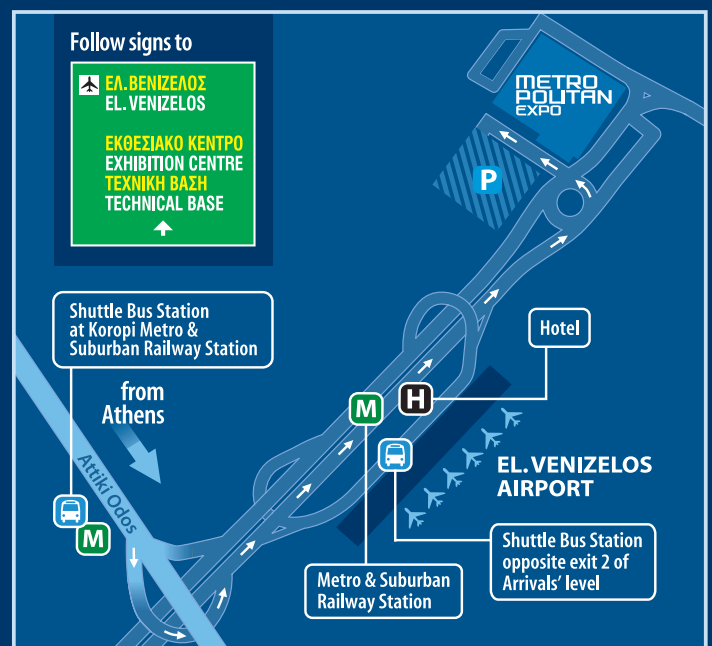 Follow signs to
ΕΛ. ΒΕΝΙΖΕΛΟΣ
EL. VENIZELOS
ΕΚΘΕΣΙΑΚΟ ΚΕΝΤΡΟ
EXHIBITION CENTRE
ΤΕΧΝΙΚΗ ΒΑΣΗ
TECHNICAL BASE
METRO
POLITAN
EXPO
P
Shuttle Bus Station
at Koropi Metro &
Suburban Railway Station
from
Athens
Attiki Odos
M
Hotel
H
M
EL. VENIZELOS
AIRPORT
Metro & Suburban
Railway Station
Shuttle Bus Station
opposite exit 2 of
Arrivals' level